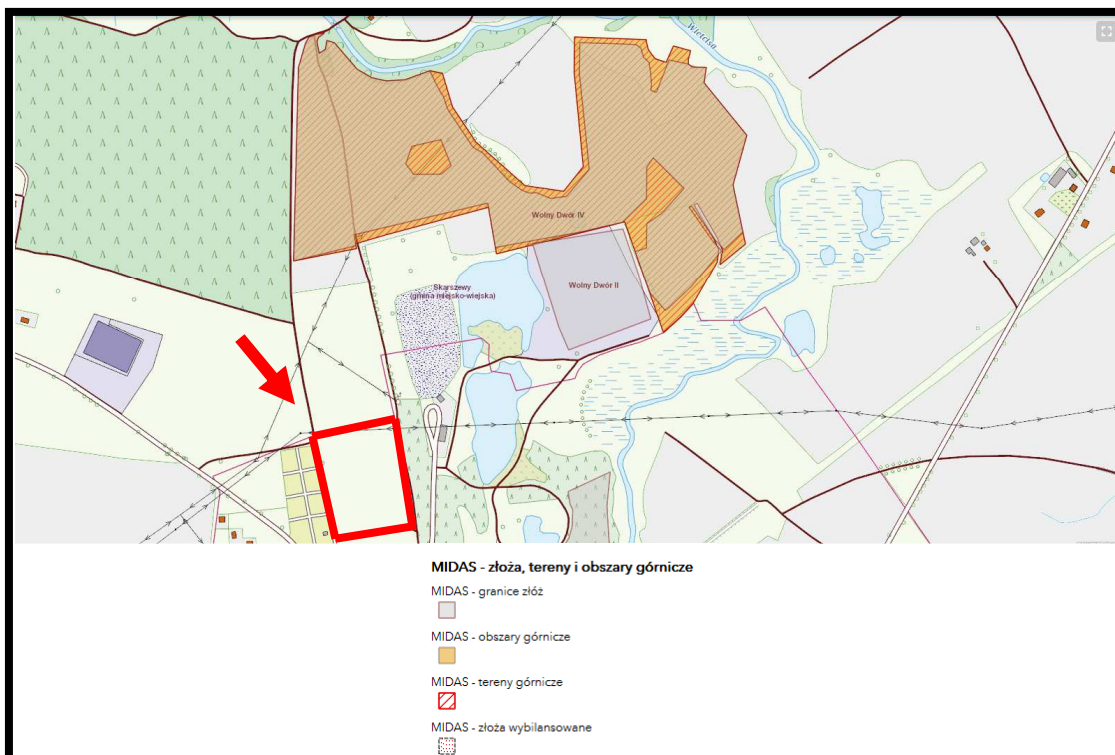 Wietcisa
Wolny Dwór IV
Wolny Dwór II
Skarszewy
(gmina miejsko-wiejska)
MIDAS - złoża, tereny i obszary górnicze
MIDAS - granice złóż
MIDAS - obszary górnicze
MIDAS - tereny górnicze
MIDAS - złoża wybilansowane